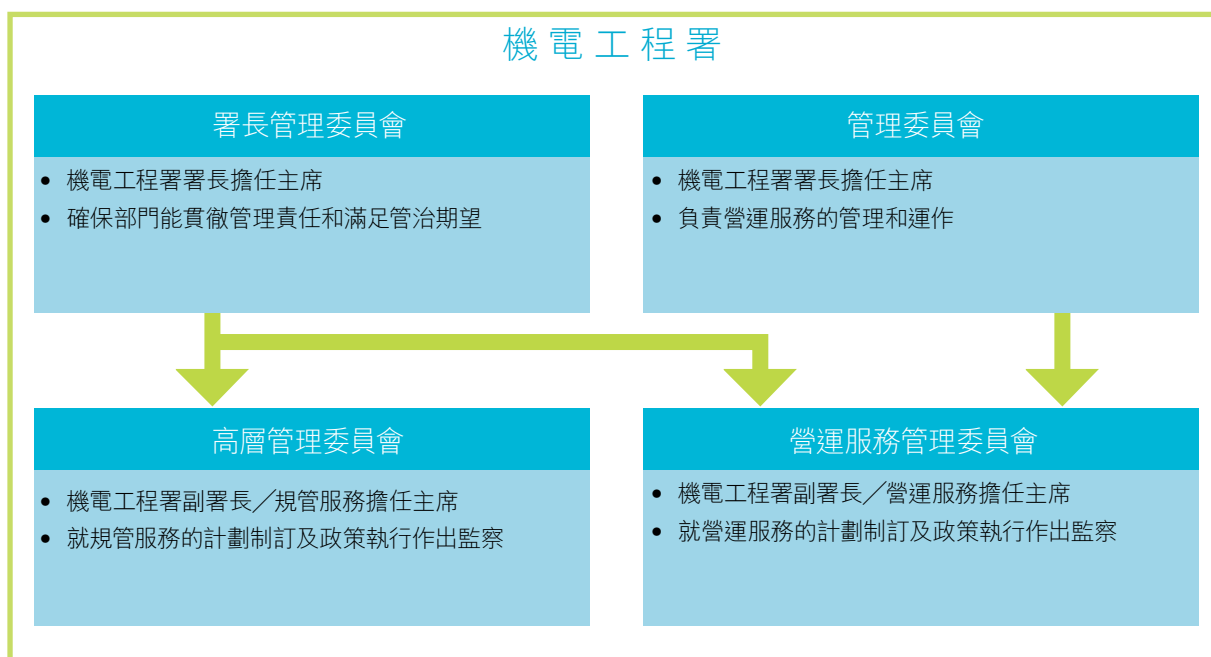 機電工程署
署長管理委員會
• 機電工程署署長擔任主席
• 確保部門能貫徹管理責任和滿足管治期望
管理委員會
• 機電工程署署長擔任主席
• 負責營運服務的管理和運作
高層管理委員會
• 機電工程署副署長╱規管服務擔任主席
• 就規管服務的計劃制訂及政策執行作出監察
營運服務管理委員會
• 機電工程署副署長╱營運服務擔任主席
• 就營運服務的計劃制訂及政策執行作出監察